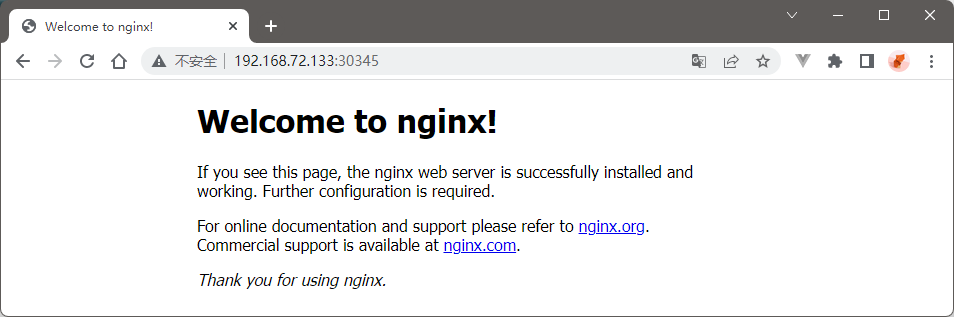 Welcome to nginx!
不安全 192.168.72.133:30345
Welcome to nginx!
If you see this page, the nginx web server is successfully installed and
working. Further configuration is required.
For online documentation and support please refer to nginx.org.
Commercial support is available at nginx.com.
Thank you for using nginx.